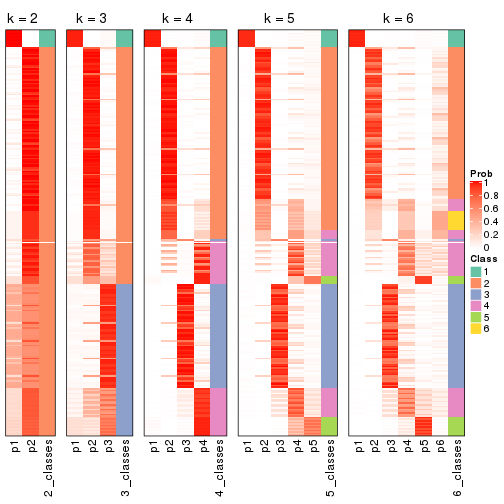 k = 2
k = 3
k = 4
k = 5
k = 6
Prob
1
0.8
0.6
0.4
0.2
0
Class
1
2
3
4
5
6
p1
p2
2_classes
p1
p2
p3
3_classes
p1
p2
p3
p4
4_classes
p1
p2
p3
p4
p5
5_classes
p1
p2
p3
p4
p5
p6
6_classes